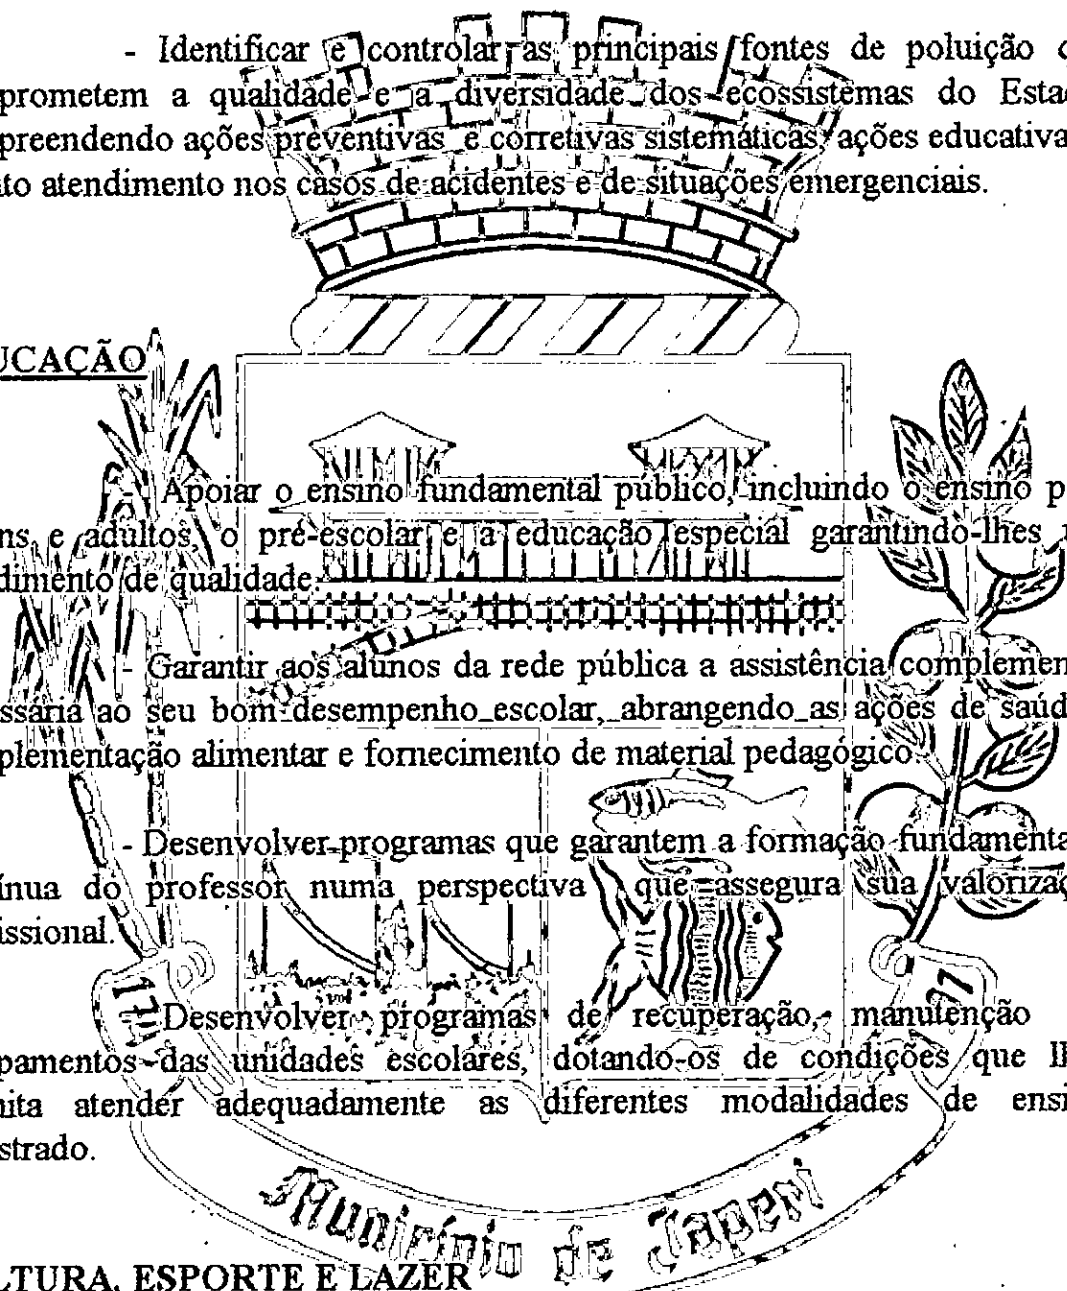 - Identificar e controlar as principais fontes de poluição
prometem a qualidade e a diversidade dos ecossistemas do Esta
preendendo ações preventivas e corretivas sistemáticas, ações educativa
to atendimento nos casos de acidentes e de situações emergenciais.
UCAÇÃO
- Apoiar o ensino fundamental público, incluindo o ensino p
ns e adultos, o pré-escolar e a educação especial garantindo-lhes
dimento de qualidade.
- Garantir aos alunos da rede pública a assistência complemen
ssária ao seu bom desempenho escolar, abrangendo as ações de saúd
plementação alimentar e fornecimento de material pedagógico.
- Desenvolver programas que garantem a formação fundamenta
ínua do professor numa perspectiva que assegura sua valorizaç
issional.
Desenvolver programas de recuperação, manutenção
pamentos das unidades escolares, dotando-os de condições que lh
ita atender adequadamente as diferentes modalidades de ensi
strado.
Município de Japeri
LTURA, ESPORTE E LAZER